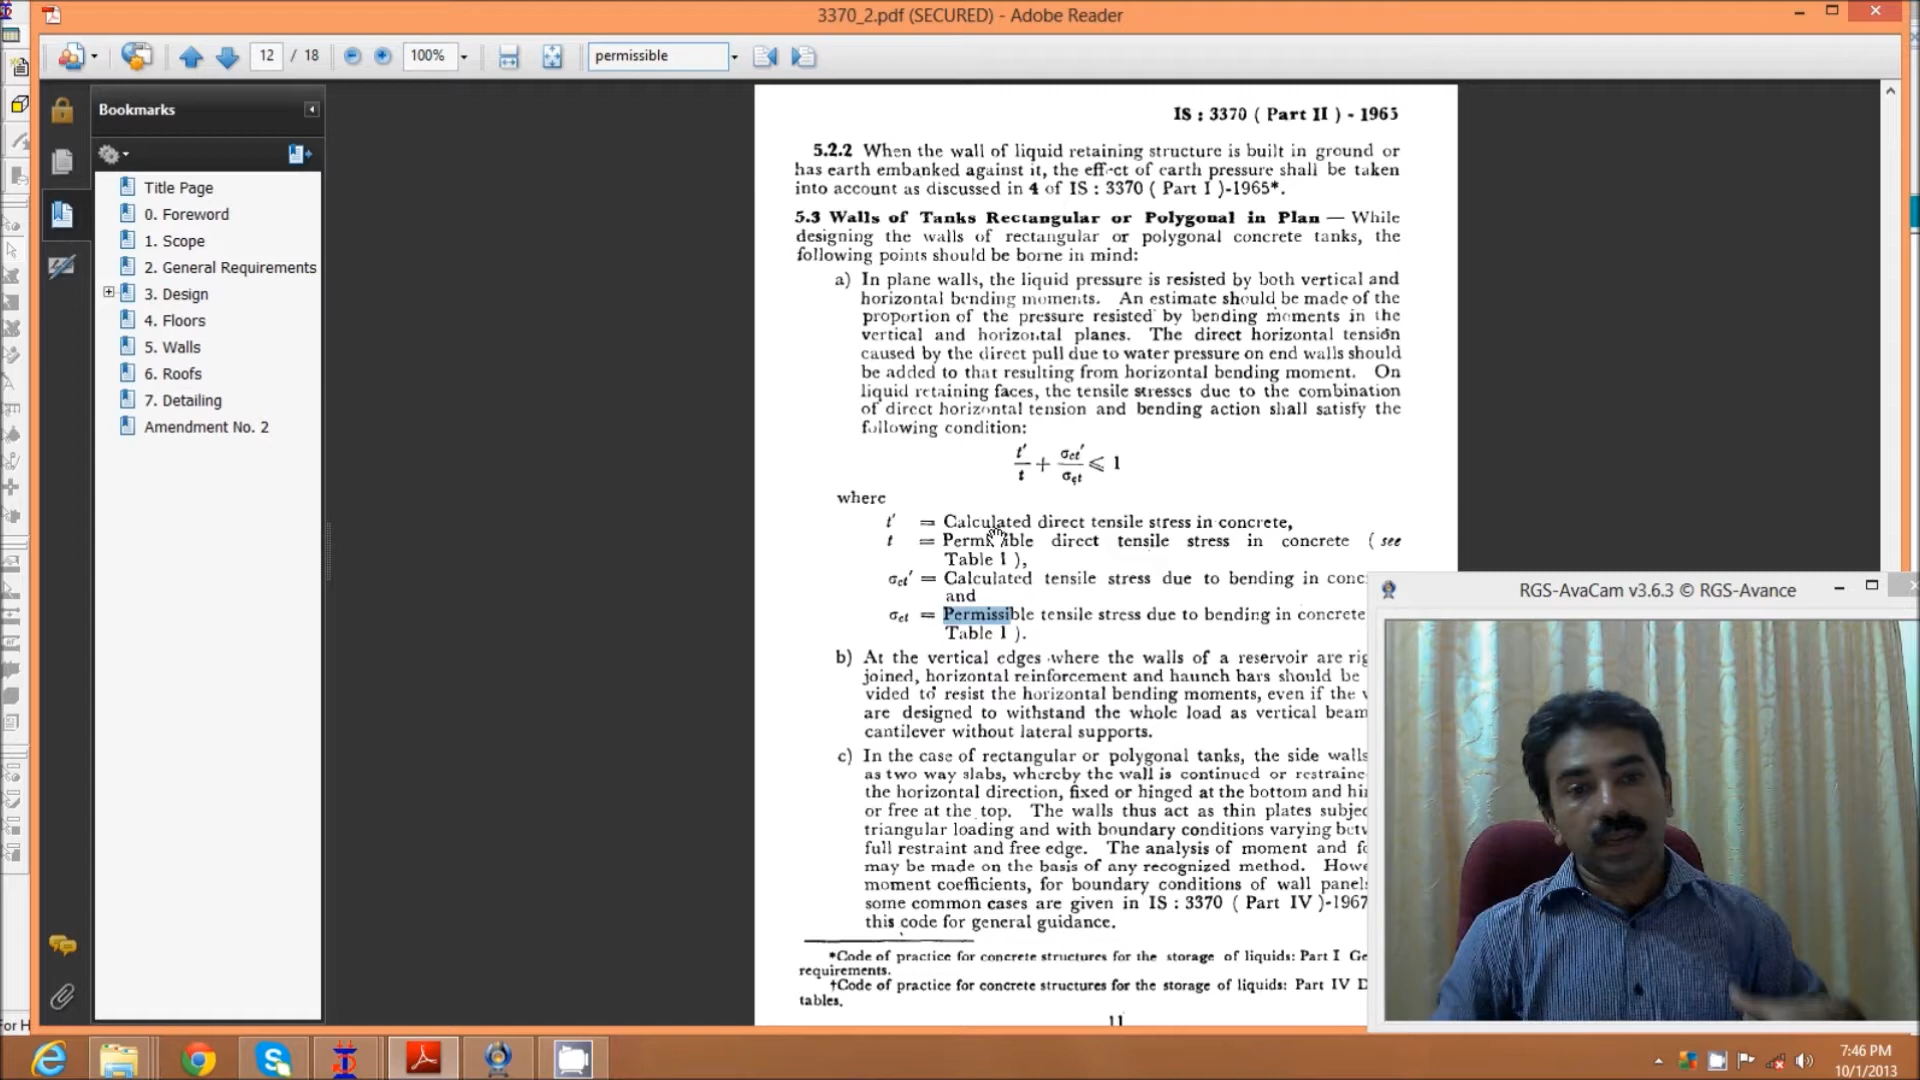 3370_2.pdf (SECURED) - Adobe Reader
12 / 18
100%
permissible
Bookmarks
Title Page
0. Foreword
1. Scope
2. General Requirements
3. Design
4. Floors
5. Walls
6. Roofs
7. Detailing
Amendment No. 2
IS : 3370 ( Part II ) - 1965
5.2.2 When the wall of liquid retaining structure is built in ground or
has earth embanked against it, the effect of earth pressure shall be taken
into account as discussed in 4 of IS : 3370 ( Part I )-1965*.
5.3 Walls of Tanks Rectangular or Polygonal in Plan — While
designing the walls of rectangular or polygonal concrete tanks, the
following points should be borne in mind:
a) In plane walls, the liquid pressure is resisted by both vertical and
horizontal bending moments. An estimate should be made of the
proportion of the pressure resisted by bending moments in the
vertical and horizontal planes. The direct horizontal tension
caused by the direct pull due to water pressure on end walls should
be added to that resulting from horizontal bending moment. On
liquid retaining faces, the tensile stresses due to the combination
of direct horizontal tension and bending action shall satisfy the
following condition:
t'/t + σct'/σct ⩽ 1
where
t' = Calculated direct tensile stress in concrete,
t = Permissible direct tensile stress in concrete ( see
Table 1 ),
σct' = Calculated tensile stress due to bending in conc
and
σct = Permissible tensile stress due to bending in concrete
Table 1 ).
b) At the vertical edges where the walls of a reservoir are rig
joined, horizontal reinforcement and haunch bars should be
vided to resist the horizontal bending moments, even if the
are designed to withstand the whole load as vertical beam
cantilever without lateral supports.
c) In the case of rectangular or polygonal tanks, the side walls
as two way slabs, whereby the wall is continued or restraine
the horizontal direction, fixed or hinged at the bottom and hi
or free at the top. The walls thus act as thin plates subjec
triangular loading and with boundary conditions varying betw
full restraint and free edge. The analysis of moment and fo
may be made on the basis of any recognized method. Howe
moment coefficients, for boundary conditions of wall panel
some common cases are given in IS : 3370 ( Part IV )-1967
this code for general guidance.
*Code of practice for concrete structures for the storage of liquids: Part I Ge
requirements.
†Code of practice for concrete structures for the storage of liquids: Part IV D
tables.
11
RGS-AvaCam v3.6.3 © RGS-Avance
For H
7:46 PM
10/1/2013